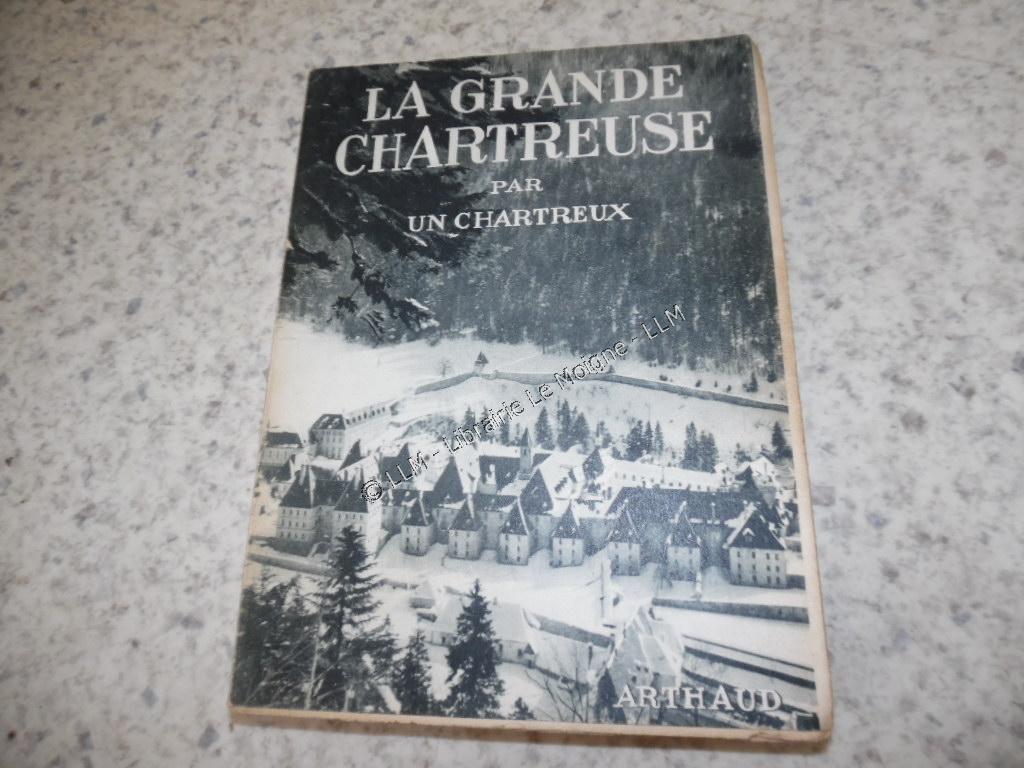 LA GRANDE
CHARTREUSE
PAR
UN CHARTREUX
© LLM - Librairie Le Moigne - LLM
ARTHAUD